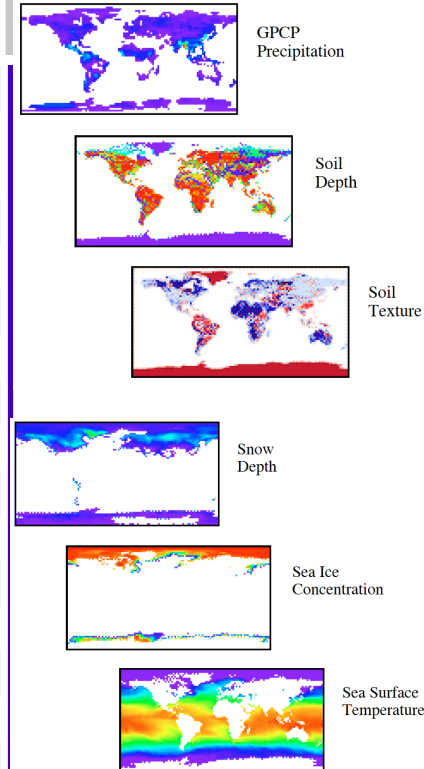 GPCP
Precipitation
Soil
Depth
Soil
Texture
Snow
Depth
Sea Ice
Concentration
Sea Surface
Temperature